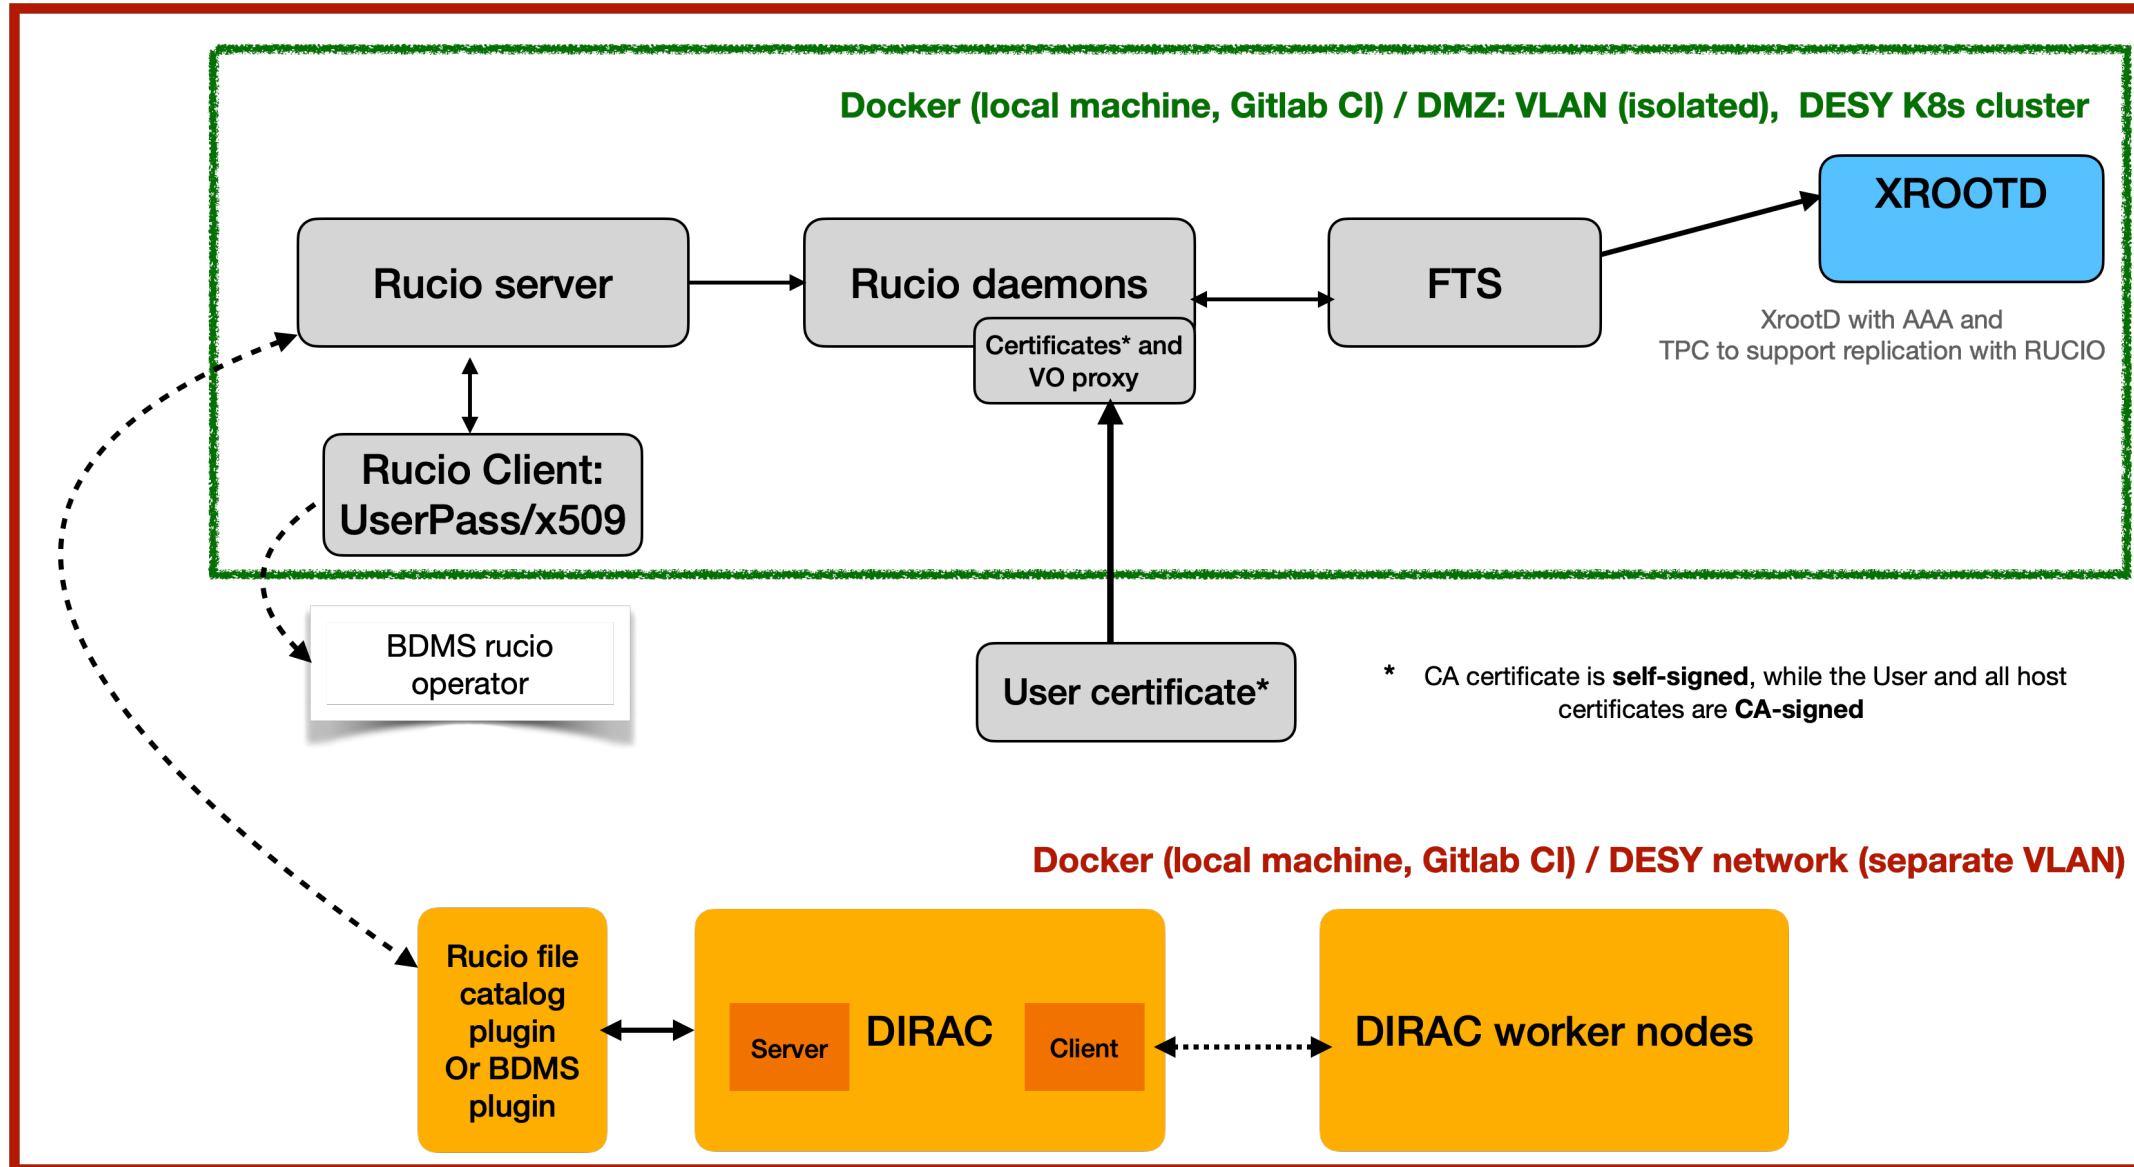 Docker (local machine, Gitlab CI) / DMZ: VLAN (isolated),  DESY K8s cluster
XROOTD
Rucio server
Rucio daemons
FTS
Certificates* and
VO proxy
XrootD with AAA and
TPC to support replication with RUCIO
Rucio Client:
UserPass/x509
BDMS rucio
operator
User certificate*
* CA certificate is self-signed, while the User and all host
certificates are CA-signed
Docker (local machine, Gitlab CI) / DESY network (separate VLAN)
Rucio file
catalog
plugin
Or BDMS
plugin
Server
DIRAC
Client
DIRAC worker nodes